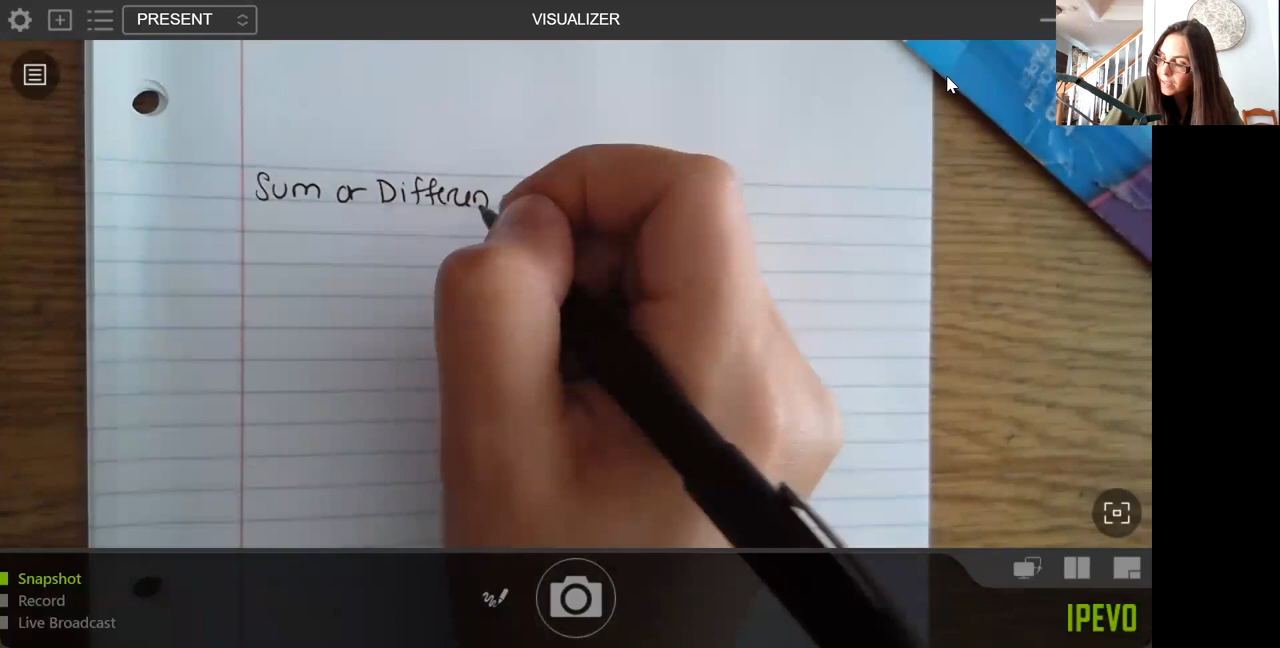 PRESENT
VISUALIZER
Sum or Differen
Snapshot
Record
Live Broadcast
IPEVO